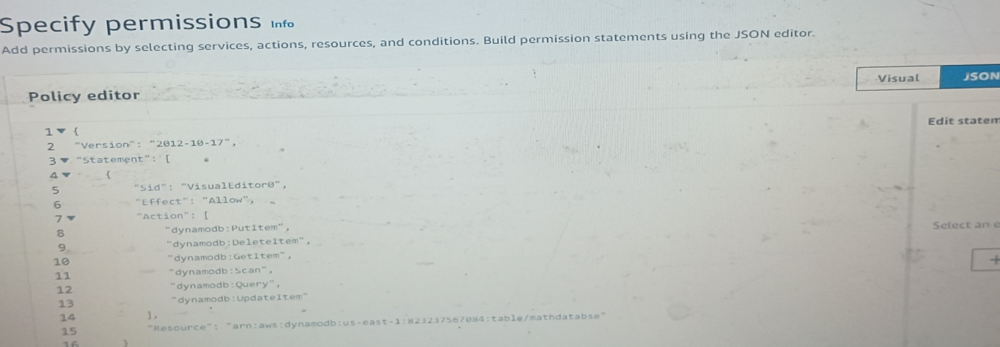 Specify permissions Info
Add permissions by selecting services, actions, resources, and conditions. Build permission statements using the JSON editor.
Visual JSON
Policy editor
Edit statem
1 {
2 "Version": "2012-10-17",
3 "Statement": [
4 {
5 "Sid": "VisualEditor0",
6 "Effect": "Allow",
7 "Action": [
8 "dynamodb:PutItem",
9 "dynamodb:DeleteItem",
10 "dynamodb:GetItem",
11 "dynamodb:Scan",
12 "dynamodb:Query",
13 "dynamodb:UpdateItem"
14 ],
15 "Resource": "arn:aws:dynamodb:us-east-1:823237567084:table/mathdatabse"
16 }
Select an e
+